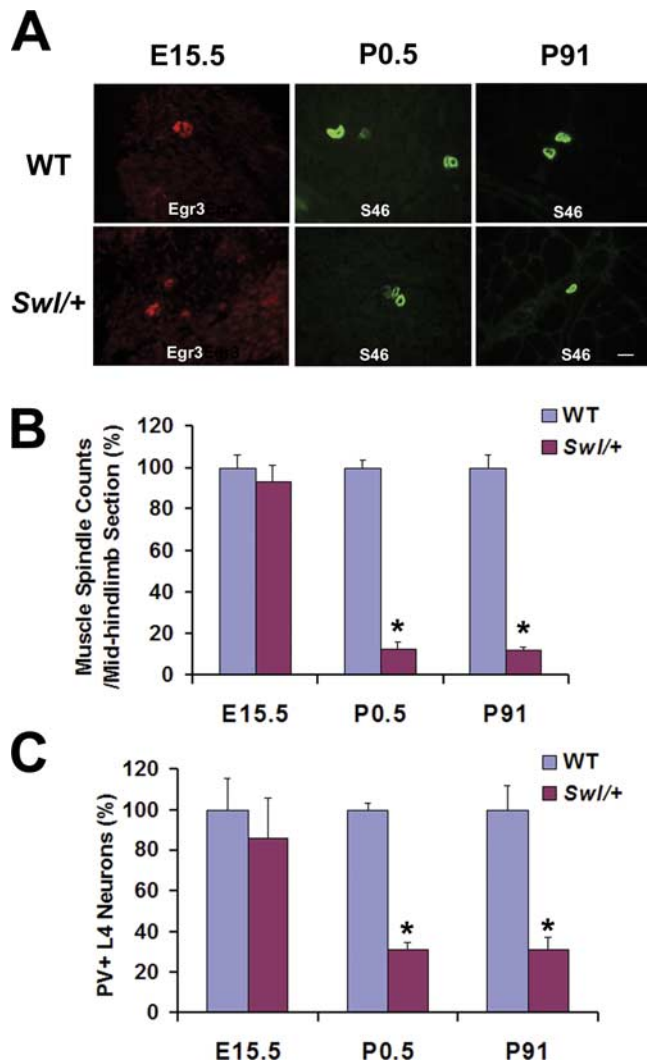 A
E15.5 P0.5 P91
WT
Egr3 S46 S46
Swl/+
Egr3 S46 S46
B
Muscle Spindle Counts
/Mid-hindlimb Section (%)
120
100
80
60
40
20
0
WT
Swl/+
* *
E15.5 P0.5 P91
C
PV+ L4 Neurons (%)
120
100
80
60
40
20
0
WT
Swl/+
* *
E15.5 P0.5 P91